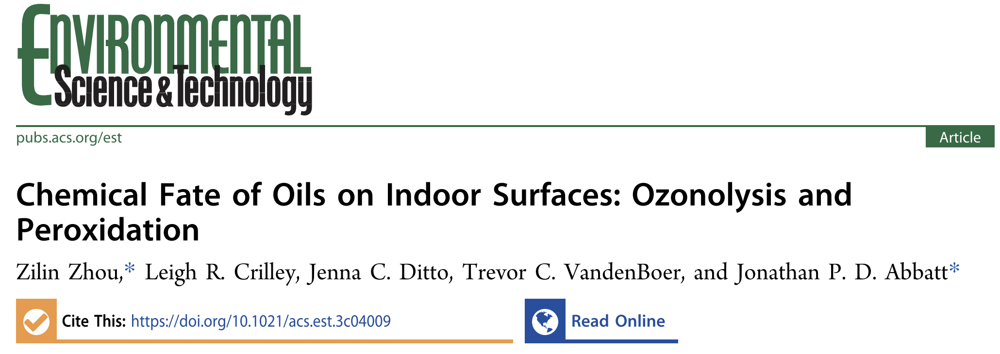 ENVIRONMENTAL
Science & Technology
pubs.acs.org/est
Article
Chemical Fate of Oils on Indoor Surfaces: Ozonolysis and
Peroxidation
Zilin Zhou,* Leigh R. Crilley, Jenna C. Ditto, Trevor C. VandenBoer, and Jonathan P. D. Abbatt*
Cite This: https://doi.org/10.1021/acs.est.3c04009
Read Online